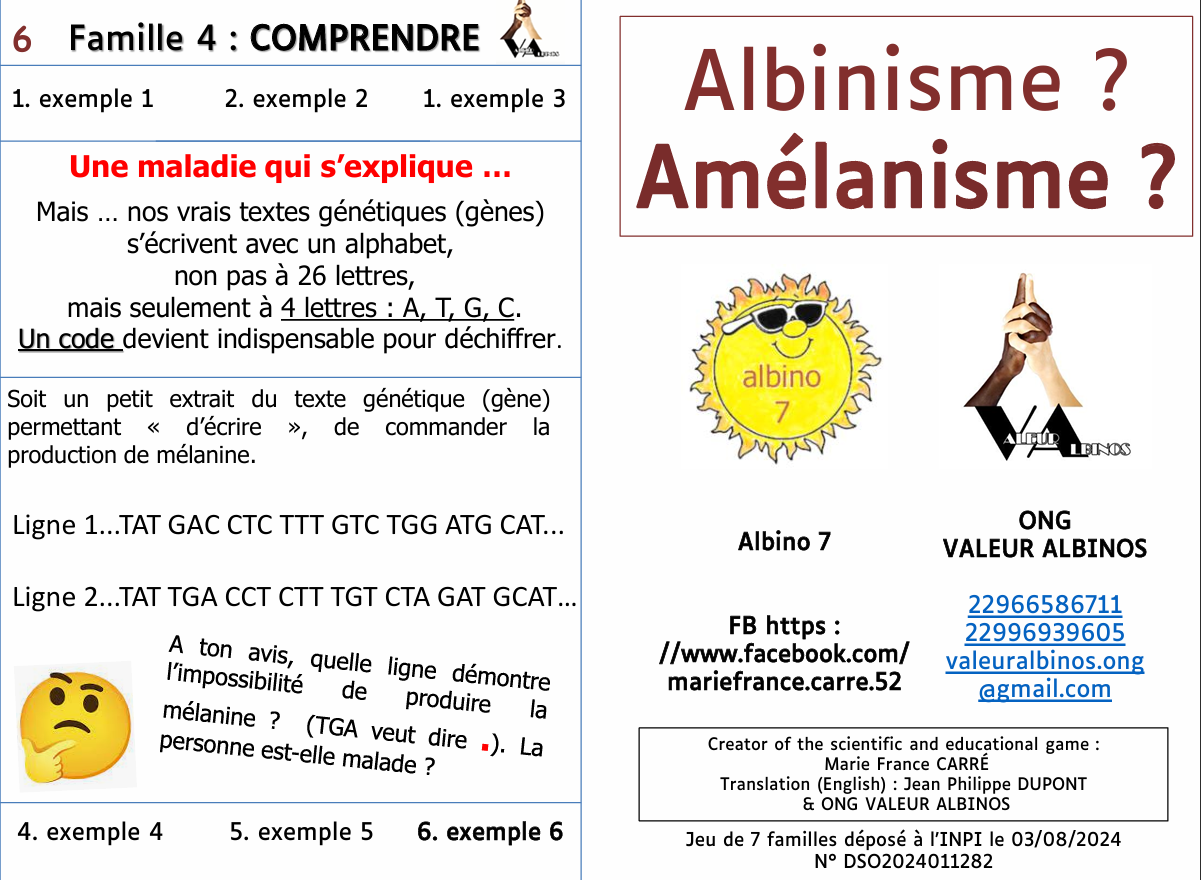 6 Famille 4 : COMPRENDRE
VALEUR ALBINOS
1. exemple 1 2. exemple 2 1. exemple 3
Une maladie qui s’explique …
Mais … nos vrais textes génétiques (gènes)
s’écrivent avec un alphabet,
non pas à 26 lettres,
mais seulement à 4 lettres : A, T, G, C.
Un code devient indispensable pour déchiffrer.
Soit un petit extrait du texte génétique (gène)
permettant « d’écrire », de commander la
production de mélanine.
Ligne 1…TAT GAC CTC TTT GTC TGG ATG CAT…
Ligne 2…TAT TGA CCT CTT TGT CTA GAT GCAT…
A ton avis, quelle ligne démontre
l’impossibilité de produire la
mélanine ? (TGA veut dire .). La
personne est-elle malade ?
4. exemple 4 5. exemple 5 6. exemple 6
Albinisme ?
Amélanisme ?
albino
7
VALEUR ALBINOS
Albino 7
FB https :
//www.facebook.com/
mariefrance.carre.52
ONG
VALEUR ALBINOS
22966586711
22996939605
valeuralbinos.ong
@gmail.com
Creator of the scientific and educational game :
Marie France CARRÉ
Translation (English) : Jean Philippe DUPONT
& ONG VALEUR ALBINOS
Jeu de 7 familles déposé à l’INPI le 03/08/2024
N° DSO2024011282